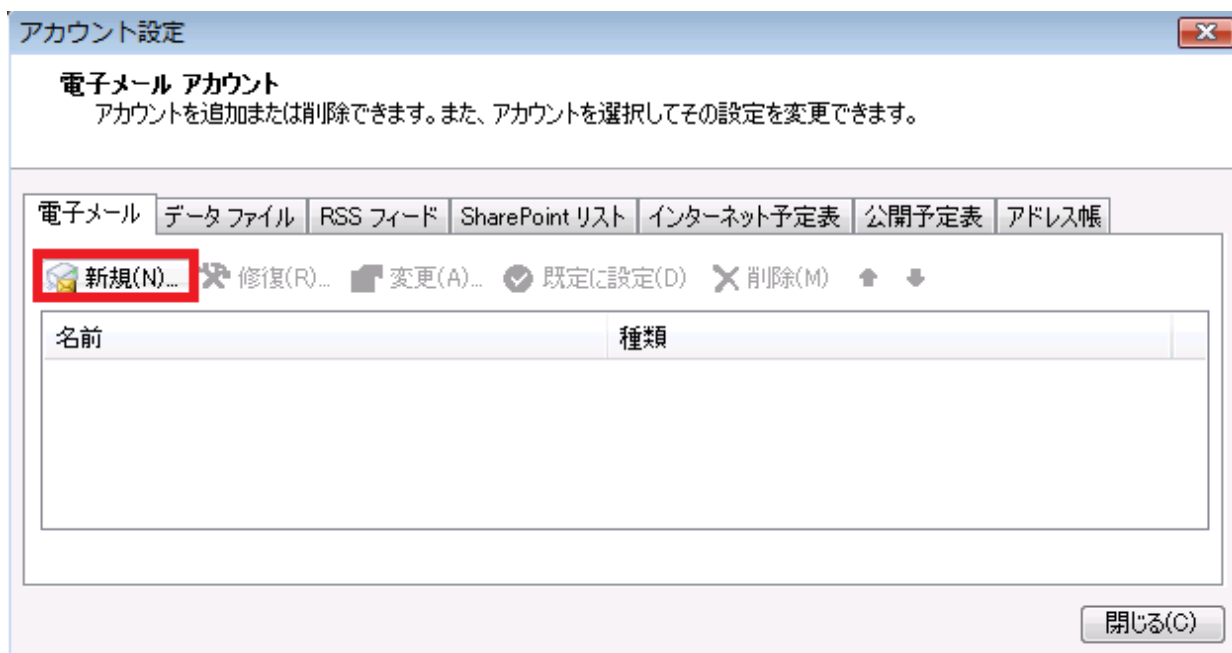 アカウント設定
電子メール アカウント
アカウントを追加または削除できます。また、アカウントを選択してその設定を変更できます。
電子メール データ ファイル RSS フィード SharePoint リスト インターネット予定表 公開予定表 アドレス帳
新規(N)... 修復(R)... 変更(A)... 既定に設定(D) 削除(M)
名前 種類
閉じる(C)